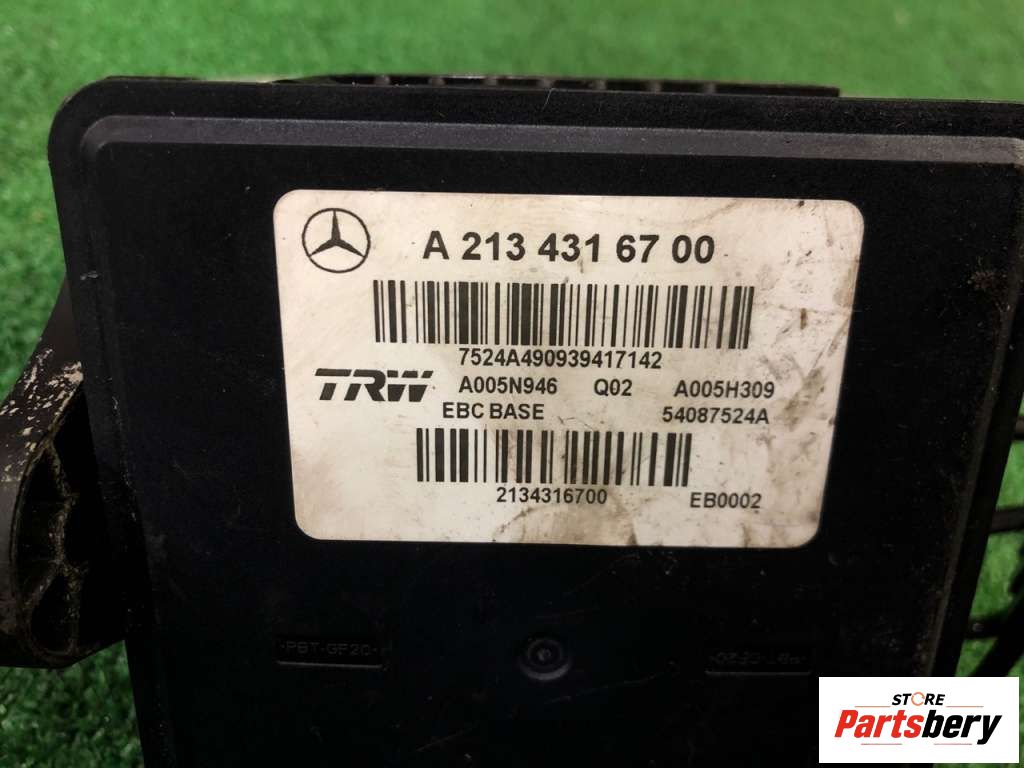 A 213 431 67 00
7524A490939417142
TRW A005N946 Q02 A005H309
EBC BASE 54087524A
2134316700 EB0002
STORE
Partsbery